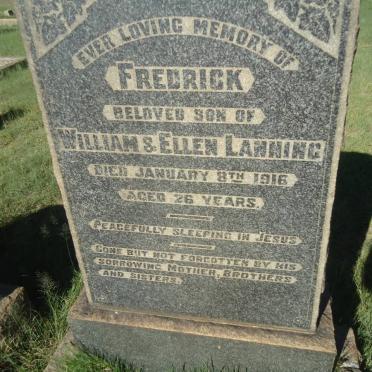 EVER LOVING MEMORY OF
FREDRICK
BELOVED SON OF
WILLIAM & ELLEN LANNING
DIED JANUARY 8TH 1916
AGED 26 YEARS.
PEACEFULLY SLEEPING IN JESUS
GONE BUT NOT FORGOTTEN BY HIS
SORROWING MOTHER, BROTHERS
AND SISTERS.